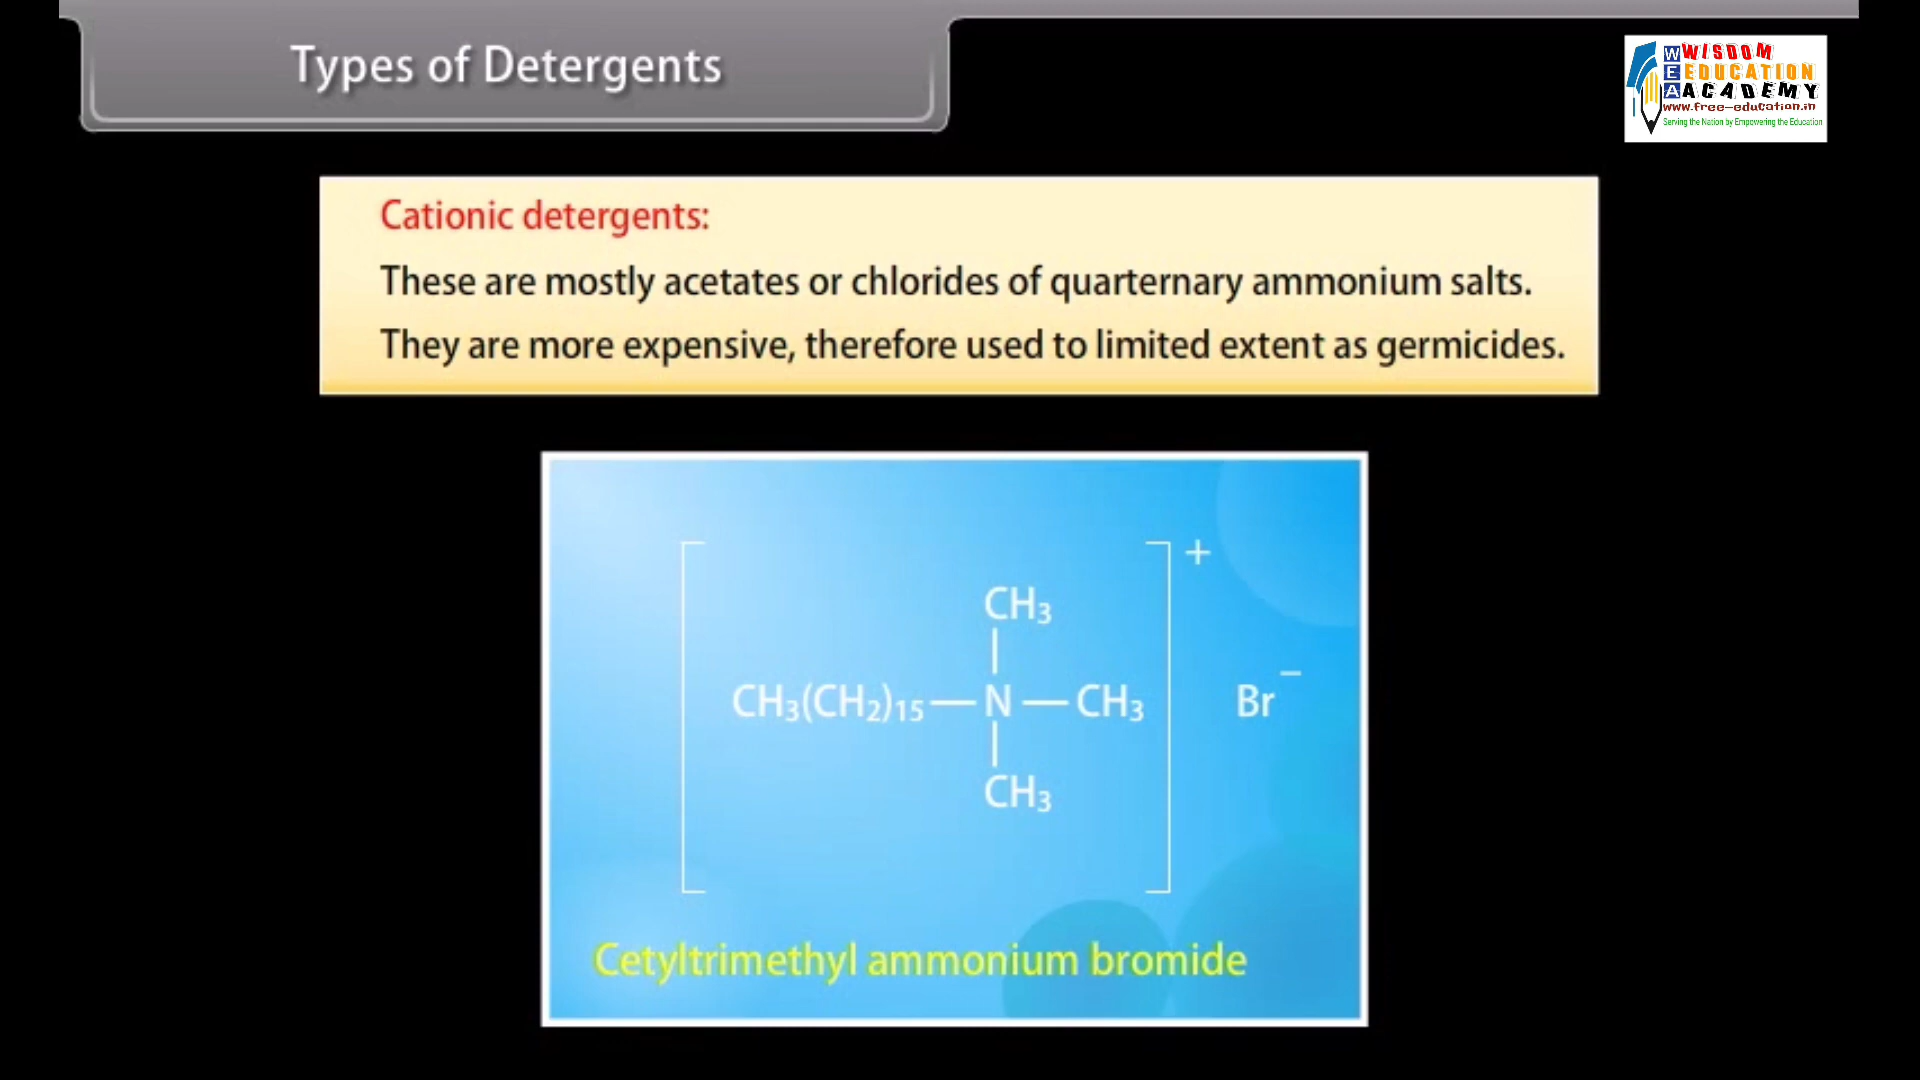 Types of Detergents
WISDOM
EDUCATION
ACADEMY
WEA
www.free-education.in
Serving the Nation by Empowering the Education
Cationic detergents:
These are mostly acetates or chlorides of quarternary ammonium salts.
They are more expensive, therefore used to limited extent as germicides.
+
CH₃
CH₃(CH₂)₁₅—N—CH₃ Br⁻
CH₃
Cetyltrimethyl ammonium bromide